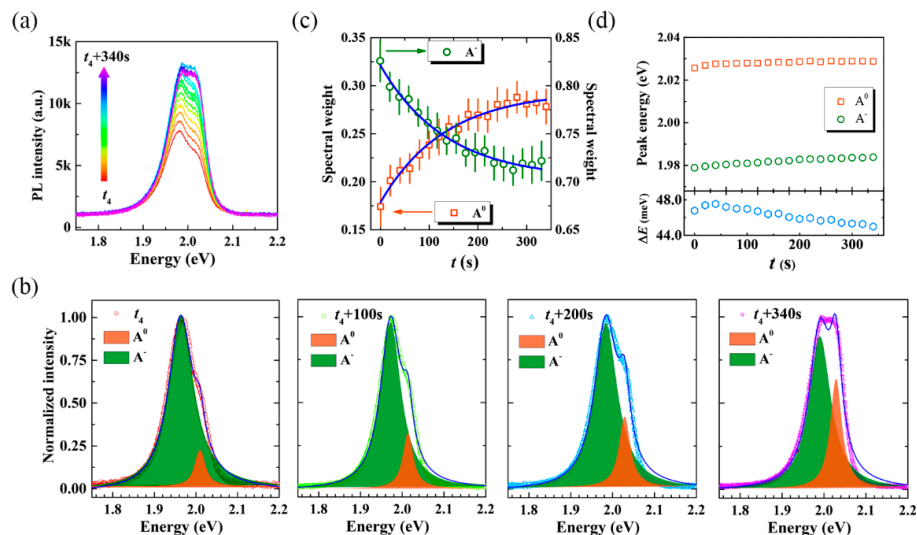 (a)
PL intensity (a.u.)
15k
10k
5k
0
t₄+340s
t₄
1.8 1.9 2.0 2.1 2.2
Energy (eV)
(c)
Spectral weight
0.35
0.30
0.25
0.20
0.15
A⁻
A⁰
0.85
0.80
0.75
0.70
0.65
Spectral weight
0 100 200 300
t (s)
(d)
Peak energy (eV)
2.04
2.01
1.98
A⁰
A⁻
ΔE (meV)
48.0
44.0
0 100 200 300
t (s)
(b)
Normalized intensity
1.00
0.75
0.50
0.25
0.00
t₄
A⁰
A⁻
1.8 1.9 2.0 2.1 2.2
Energy (eV)
t₄+100s
A⁰
A⁻
1.8 1.9 2.0 2.1 2.2
Energy (eV)
t₄+200s
A⁰
A⁻
1.8 1.9 2.0 2.1 2.2
Energy (eV)
t₄+340s
A⁰
A⁻
1.8 1.9 2.0 2.1 2.2
Energy (eV)